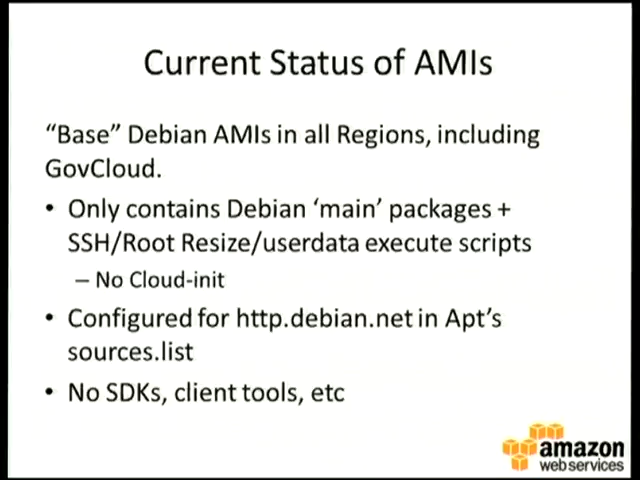 Current Status of AMIs
“Base” Debian AMIs in all Regions, including
GovCloud.
• Only contains Debian ‘main’ packages +
SSH/Root Resize/userdata execute scripts
– No Cloud-init
• Configured for http.debian.net in Apt’s
sources.list
• No SDKs, client tools, etc
amazon
webservices